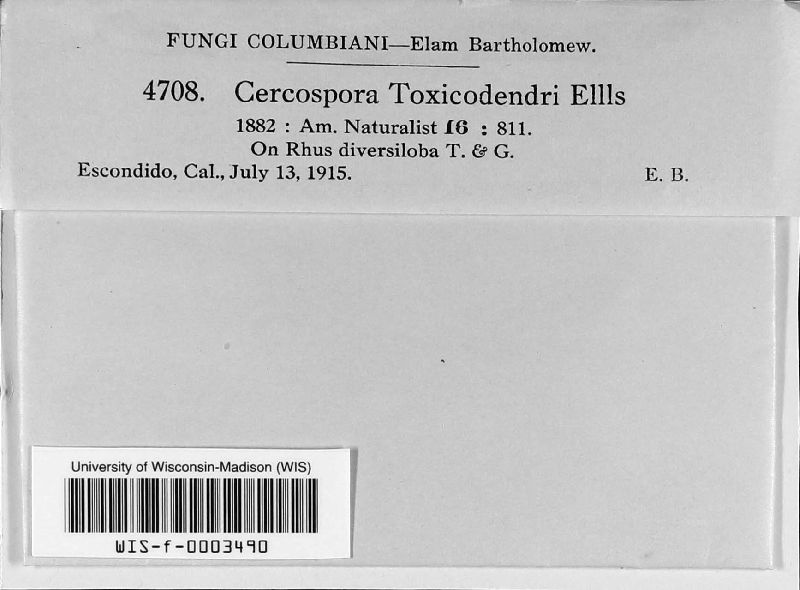 FUNGI COLUMBIANI—Elam Bartholomew.
4708. Cercospora Toxicodendri Ellls
1882 : Am. Naturalist 16 : 811.
On Rhus diversiloba T. & G.
Escondido, Cal., July 13, 1915. E. B.
University of Wisconsin-Madison (WIS)
WIS-f-0003490